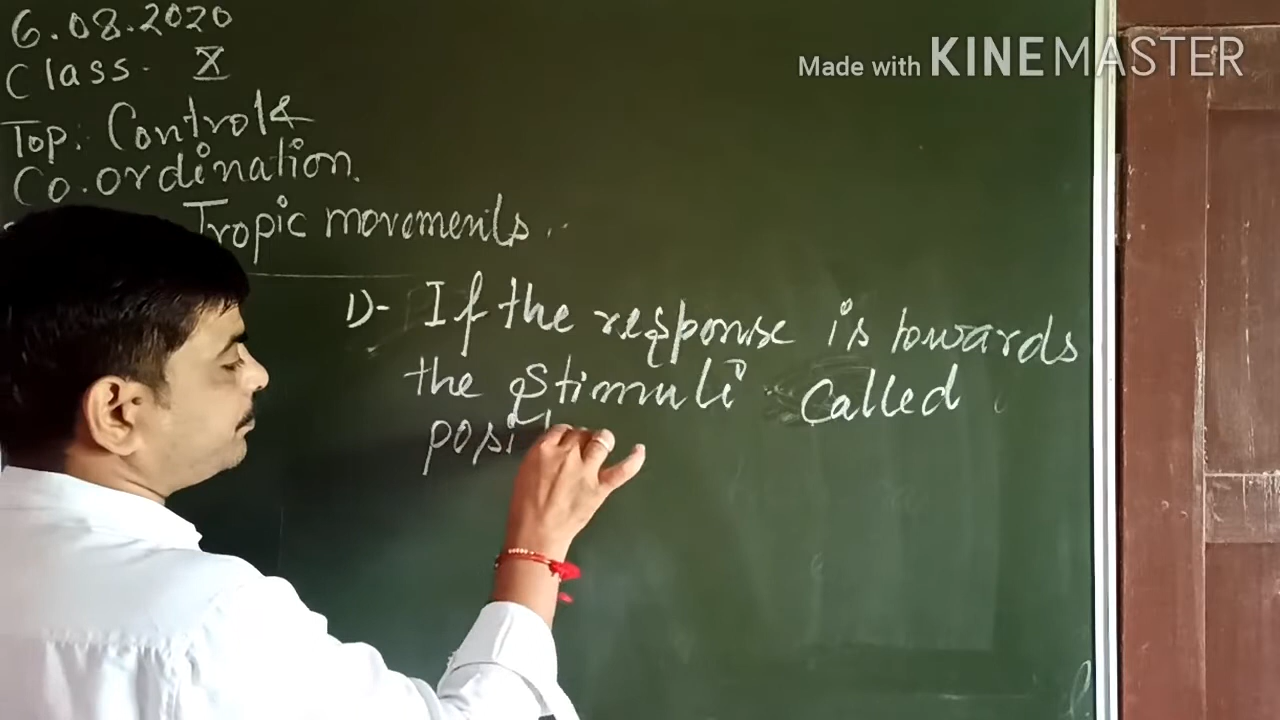 6.08.2020
Class- X
Top: Control &
Co.ordination.
Tropic movements..
1)- If the response is towards
the Stimuli called
posit
Made with KINEMASTER